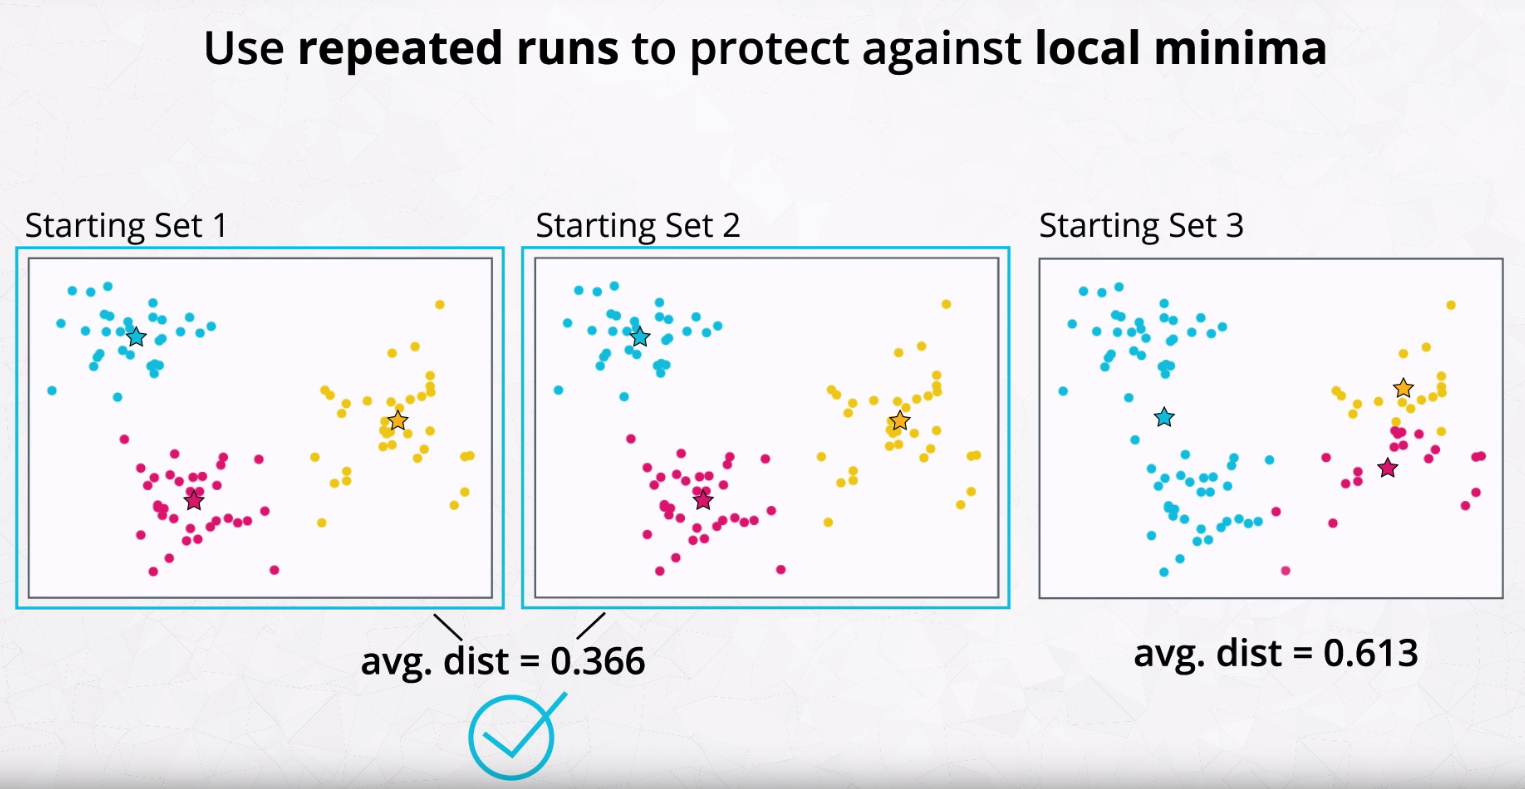 Use repeated runs to protect against local minima
Starting Set 1
Starting Set 2
Starting Set 3
avg. dist = 0.366
avg. dist = 0.613